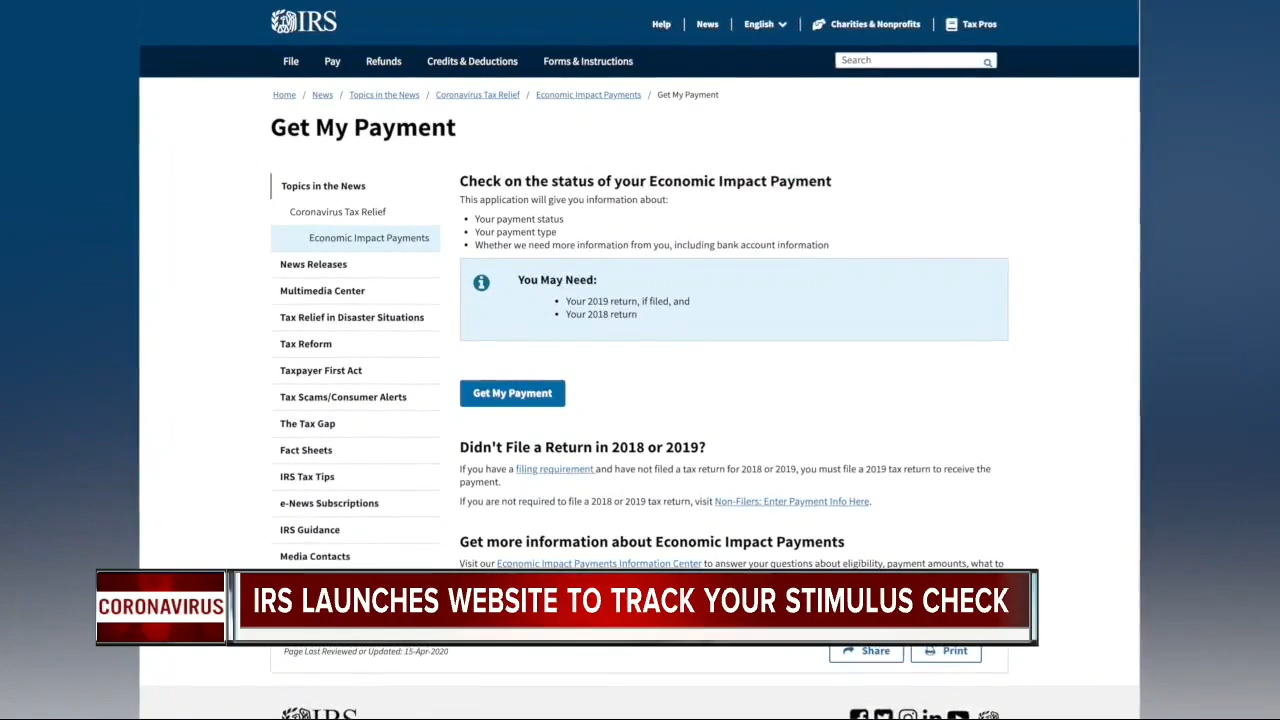 IRS
Help
News
English
Charities & Nonprofits
Tax Pros
File
Pay
Refunds
Credits & Deductions
Forms & Instructions
Search
Home / News / Topics in the News / Coronavirus Tax Relief / Economic Impact Payments / Get My Payment
Get My Payment
Topics in the News
Coronavirus Tax Relief
Economic Impact Payments
News Releases
Multimedia Center
Tax Relief in Disaster Situations
Tax Reform
Taxpayer First Act
Tax Scams/Consumer Alerts
The Tax Gap
Fact Sheets
IRS Tax Tips
e-News Subscriptions
IRS Guidance
Media Contacts
Check on the status of your Economic Impact Payment
This application will give you information about:
• Your payment status
• Your payment type
• Whether we need more information from you, including bank account information
You May Need:
• Your 2019 return, if filed, and
• Your 2018 return
Get My Payment
Didn't File a Return in 2018 or 2019?
If you have a filing requirement and have not filed a tax return for 2018 or 2019, you must file a 2019 tax return to receive the
payment.
If you are not required to file a 2018 or 2019 tax return, visit Non-Filers: Enter Payment Info Here.
Get more information about Economic Impact Payments
Visit our Economic Impact Payments Information Center to answer your questions about eligibility, payment amounts, what to
CORONAVIRUS
IRS LAUNCHES WEBSITE TO TRACK YOUR STIMULUS CHECK
Page Last Reviewed or Updated: 15-Apr-2020
Share
Print
IRS